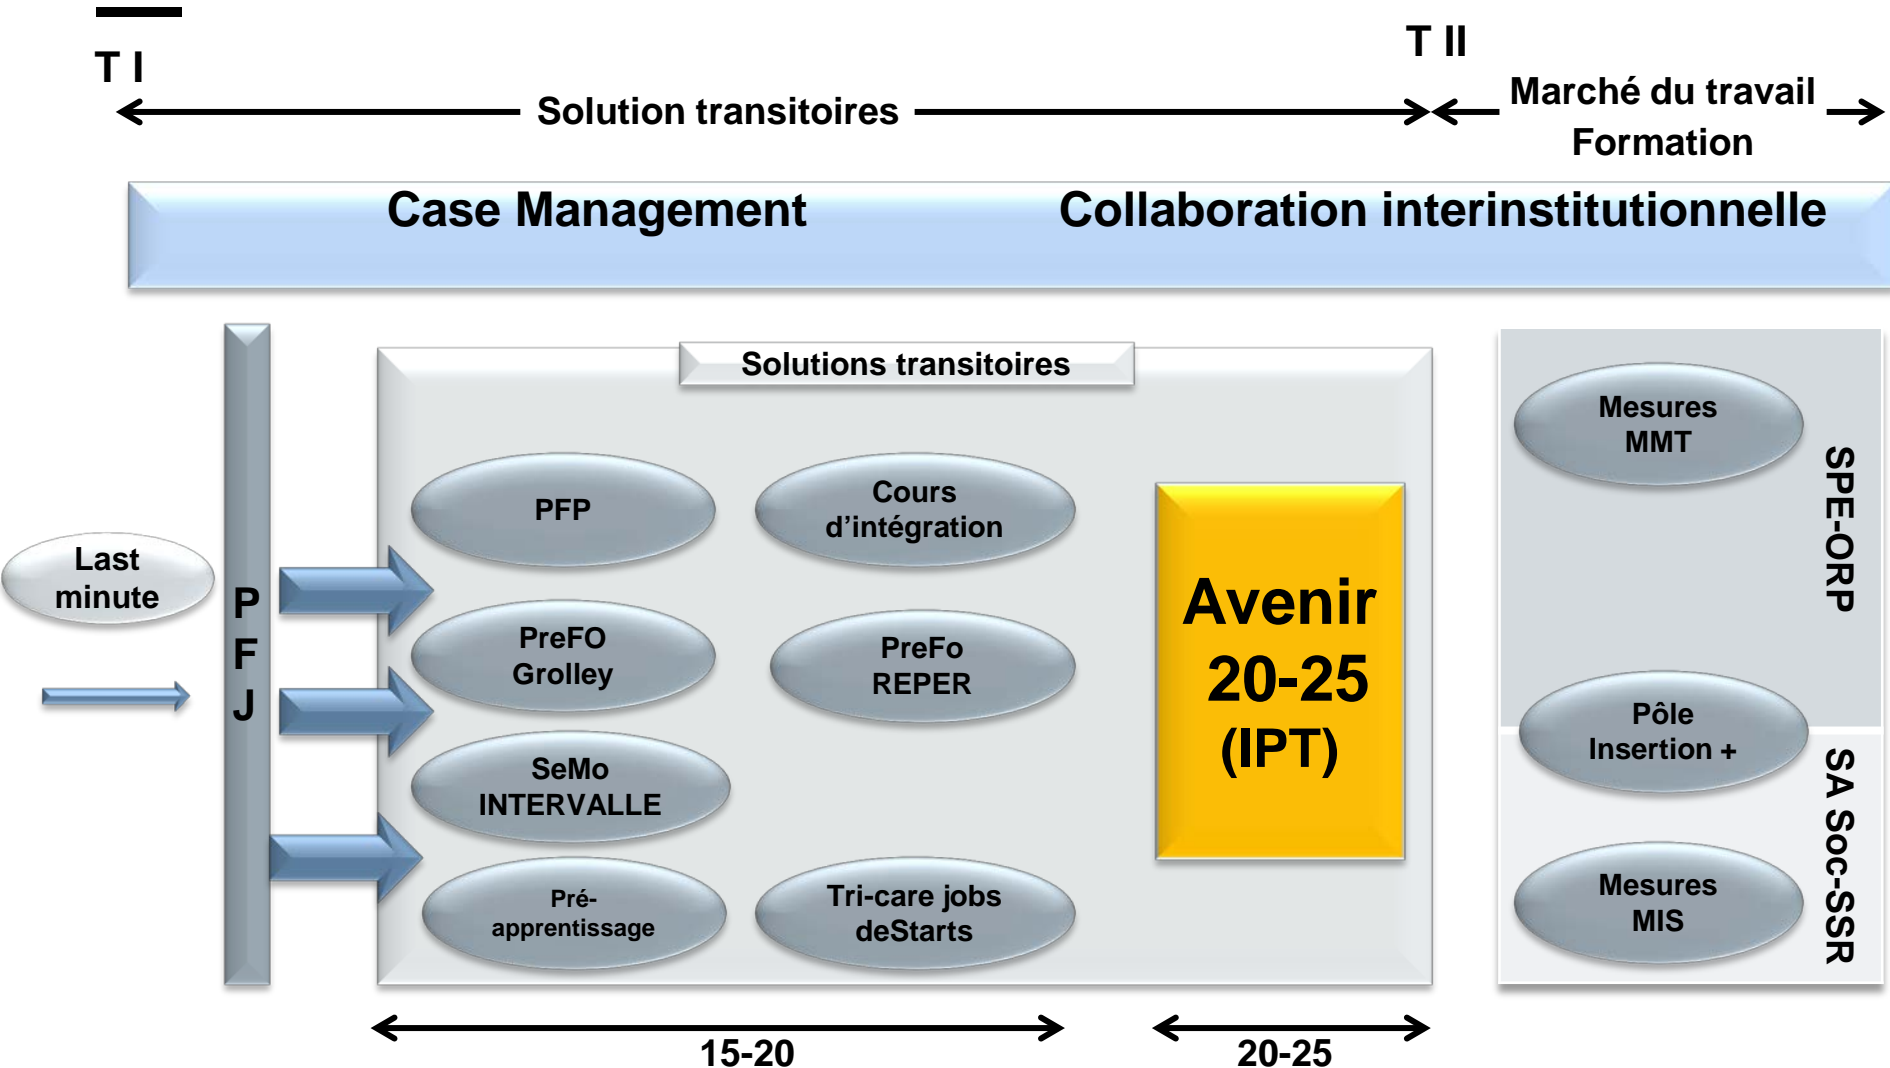 T I
T II
Solution transitoires
Marché du travail
Formation
Case Management
Collaboration interinstitutionnelle
Last
minute
P
F
J
Solutions transitoires
PFP
Cours
d’intégration
PreFO
Grolley
PreFo
REPER
SeMo
INTERVALLE
Pré-
apprentissage
Tri-care jobs
deStarts
Avenir
20-25
(IPT)
Mesures
MMT
SPE-ORP
Pôle
Insertion +
Mesures
MIS
SA Soc-SSR
15-20
20-25